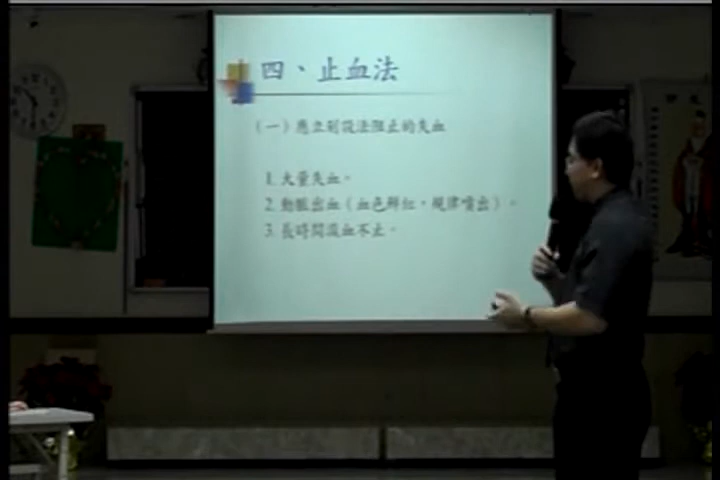 四、止血法
（一）應立刻設法阻止的失血
1. 大量失血。
2. 動脈出血（血色鮮紅，規律噴出）。
3. 長時間流血不止。